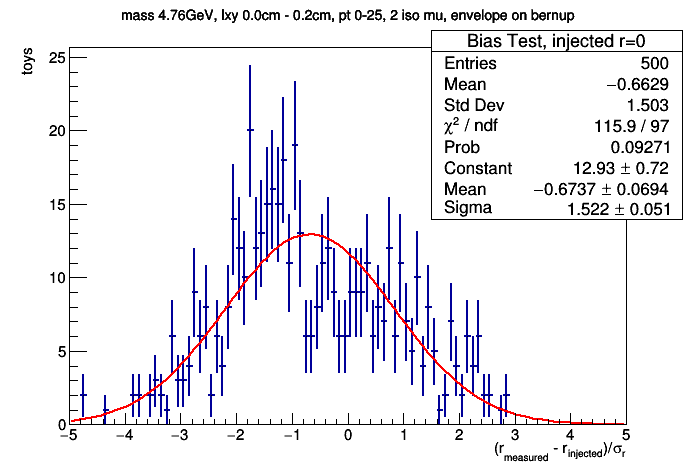 mass 4.76GeV, lxy 0.0cm - 0.2cm, pt 0-25, 2 iso mu, envelope on bernup
Bias Test, injected r=0
Entries 500
Mean −0.6629
Std Dev 1.503
χ² / ndf 115.9 / 97
Prob 0.09271
Constant 12.93 ± 0.72
Mean −0.6737 ± 0.0694
Sigma 1.522 ± 0.051
toys
25
20
15
10
5
0
−5 −4 −3 −2 −1 0 1 2 3 4 5
(r_measured - r_injected)/σ_r